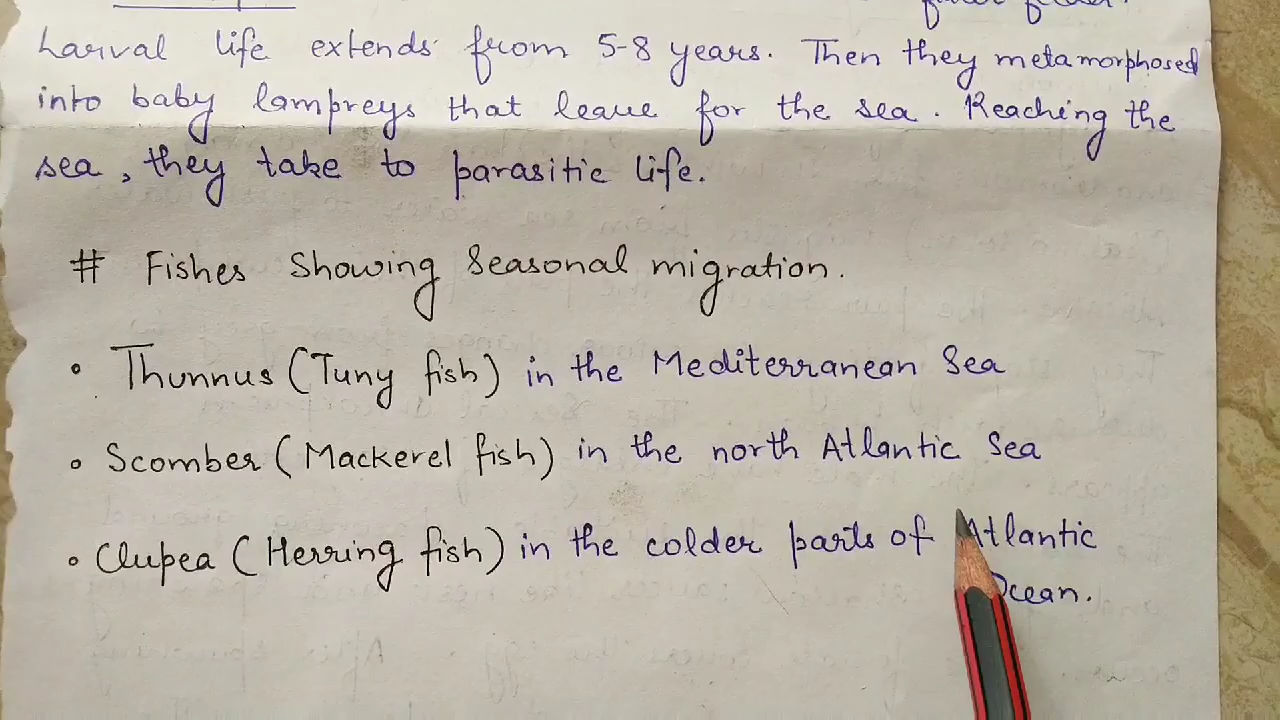 Larval life extends from 5-8 years. Then they metamorphosed
into baby lampreys that leave for the sea. Reaching the
sea, they take to parasitic life.
# Fishes Showing Seasonal migration.
• Thunnus (Tuny fish) in the Mediterranean Sea
• Scomber (Mackerel fish) in the north Atlantic Sea
• Clupea (Herring fish) in the colder parts of Atlantic
Ocean.